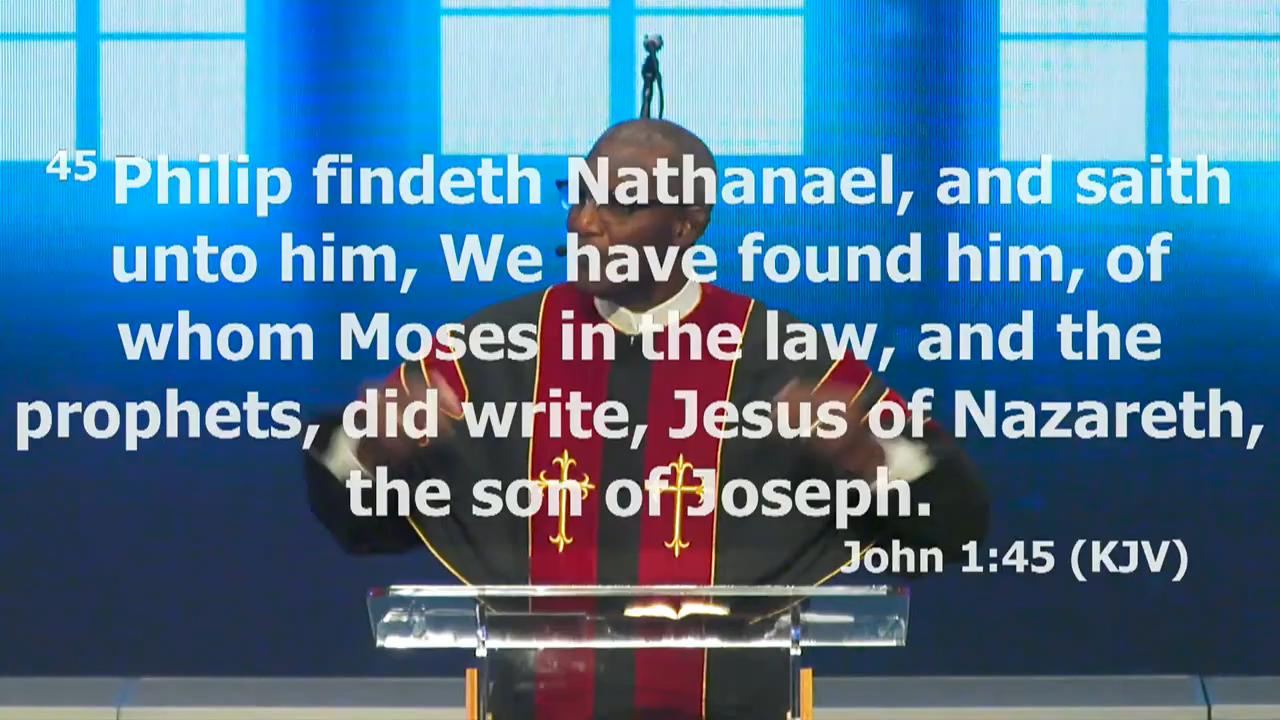 45 Philip findeth Nathanael, and saith
unto him, We have found him, of
whom Moses in the law, and the
prophets, did write, Jesus of Nazareth,
the son of Joseph.
John 1:45 (KJV)